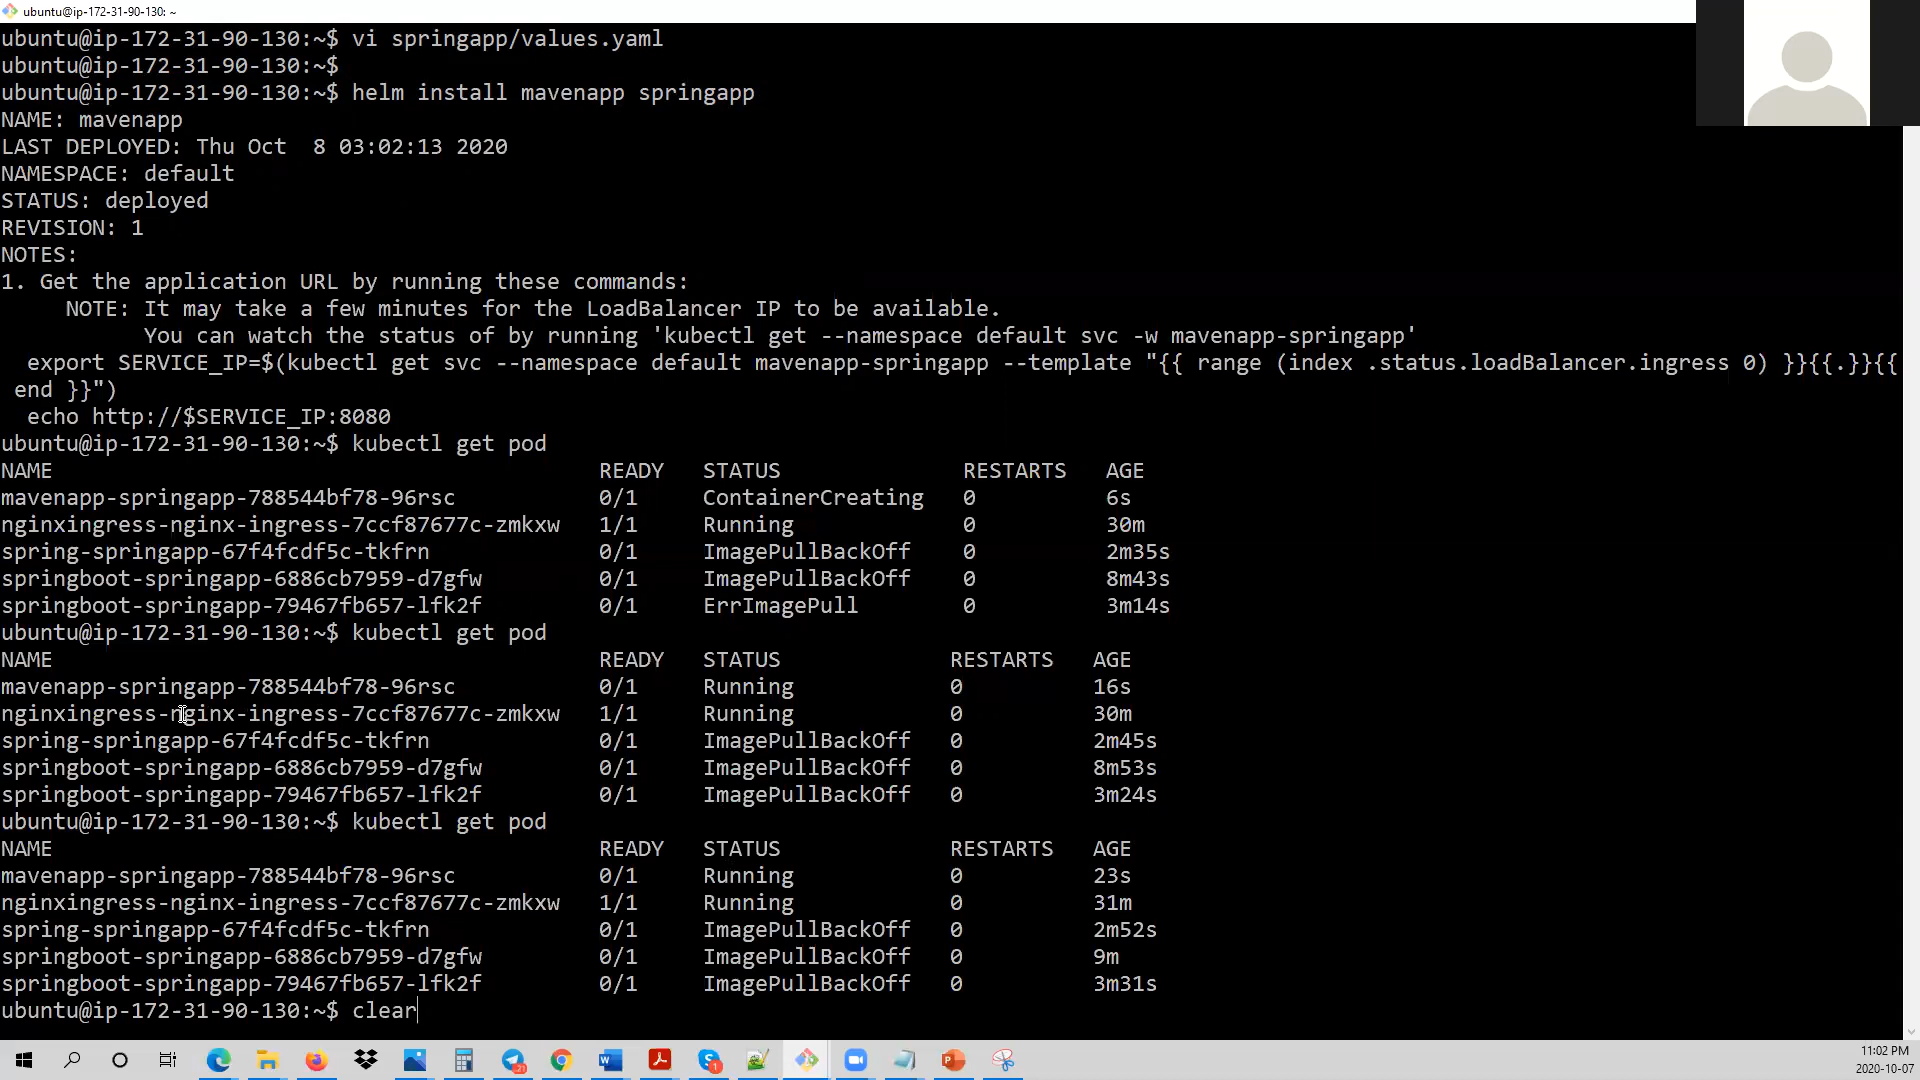 ubuntu@ip-172-31-90-130: ~
ubuntu@ip-172-31-90-130:~$ vi springapp/values.yaml
ubuntu@ip-172-31-90-130:~$
ubuntu@ip-172-31-90-130:~$ helm install mavenapp springapp
NAME: mavenapp
LAST DEPLOYED: Thu Oct  8 03:02:13 2020
NAMESPACE: default
STATUS: deployed
REVISION: 1
NOTES:
1. Get the application URL by running these commands:
     NOTE: It may take a few minutes for the LoadBalancer IP to be available.
           You can watch the status of by running 'kubectl get --namespace default svc -w mavenapp-springapp'
  export SERVICE_IP=$(kubectl get svc --namespace default mavenapp-springapp --template "{{ range (index .status.loadBalancer.ingress 0) }}{{.}}{{
 end }}")
  echo http://$SERVICE_IP:8080
ubuntu@ip-172-31-90-130:~$ kubectl get pod
NAME                                          READY   STATUS              RESTARTS   AGE
mavenapp-springapp-788544bf78-96rsc           0/1     ContainerCreating   0          6s
nginxingress-nginx-ingress-7ccf87677c-zmkxw   1/1     Running             0          30m
spring-springapp-67f4fcdf5c-tkfrn             0/1     ImagePullBackOff    0          2m35s
springboot-springapp-6886cb7959-d7gfw         0/1     ImagePullBackOff    0          8m43s
springboot-springapp-79467fb657-lfk2f         0/1     ErrImagePull        0          3m14s
ubuntu@ip-172-31-90-130:~$ kubectl get pod
NAME                                          READY   STATUS             RESTARTS   AGE
mavenapp-springapp-788544bf78-96rsc           0/1     Running            0          16s
nginxingress-nginx-ingress-7ccf87677c-zmkxw   1/1     Running            0          30m
spring-springapp-67f4fcdf5c-tkfrn             0/1     ImagePullBackOff   0          2m45s
springboot-springapp-6886cb7959-d7gfw         0/1     ImagePullBackOff   0          8m53s
springboot-springapp-79467fb657-lfk2f         0/1     ImagePullBackOff   0          3m24s
ubuntu@ip-172-31-90-130:~$ kubectl get pod
NAME                                          READY   STATUS             RESTARTS   AGE
mavenapp-springapp-788544bf78-96rsc           0/1     Running            0          23s
nginxingress-nginx-ingress-7ccf87677c-zmkxw   1/1     Running            0          31m
spring-springapp-67f4fcdf5c-tkfrn             0/1     ImagePullBackOff   0          2m52s
springboot-springapp-6886cb7959-d7gfw         0/1     ImagePullBackOff   0          9m
springboot-springapp-79467fb657-lfk2f         0/1     ImagePullBackOff   0          3m31s
ubuntu@ip-172-31-90-130:~$ clear
11:02 PM
2020-10-07